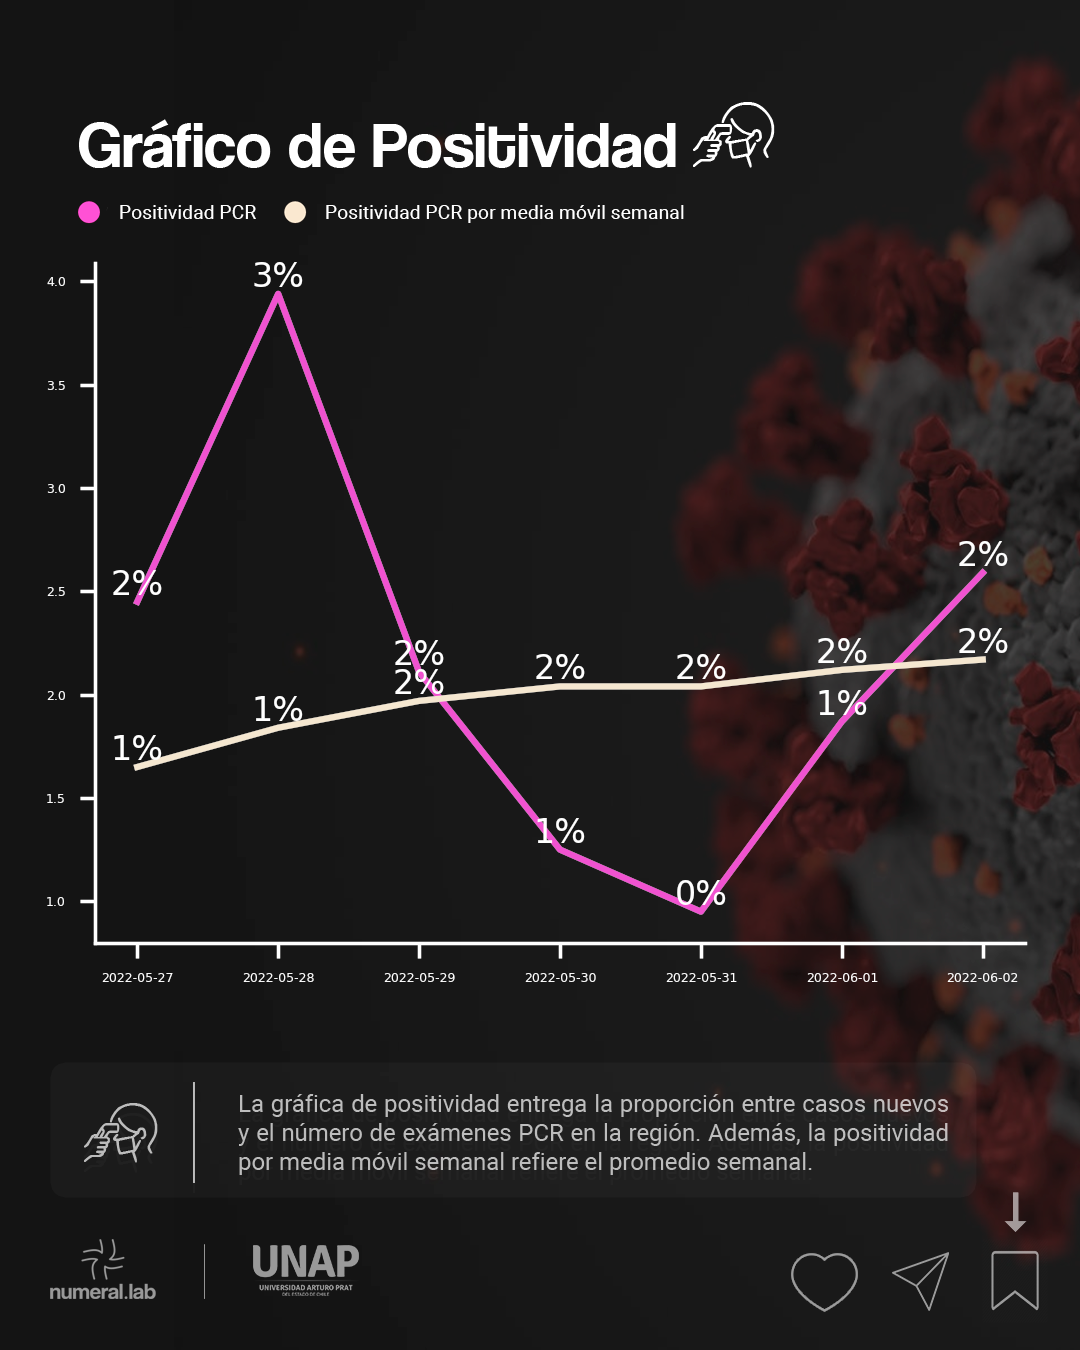 Gráfico de Positividad
Positividad PCR
Positividad PCR por media móvil semanal
4.0
3.5
3.0
2.5
2.0
1.5
1.0
3%
2%
2%
2%
2%
2%
2%
2%
2%
1%
1%
1%
1%
0%
2022-05-27
2022-05-28
2022-05-29
2022-05-30
2022-05-31
2022-06-01
2022-06-02
La gráfica de positividad entrega la proporción entre casos nuevos
y el número de exámenes PCR en la región. Además, la positividad
por media móvil semanal refiere el promedio semanal.
numeral.lab
UNAP
UNIVERSIDAD ARTURO PRAT
DEL ESTADO DE CHILE